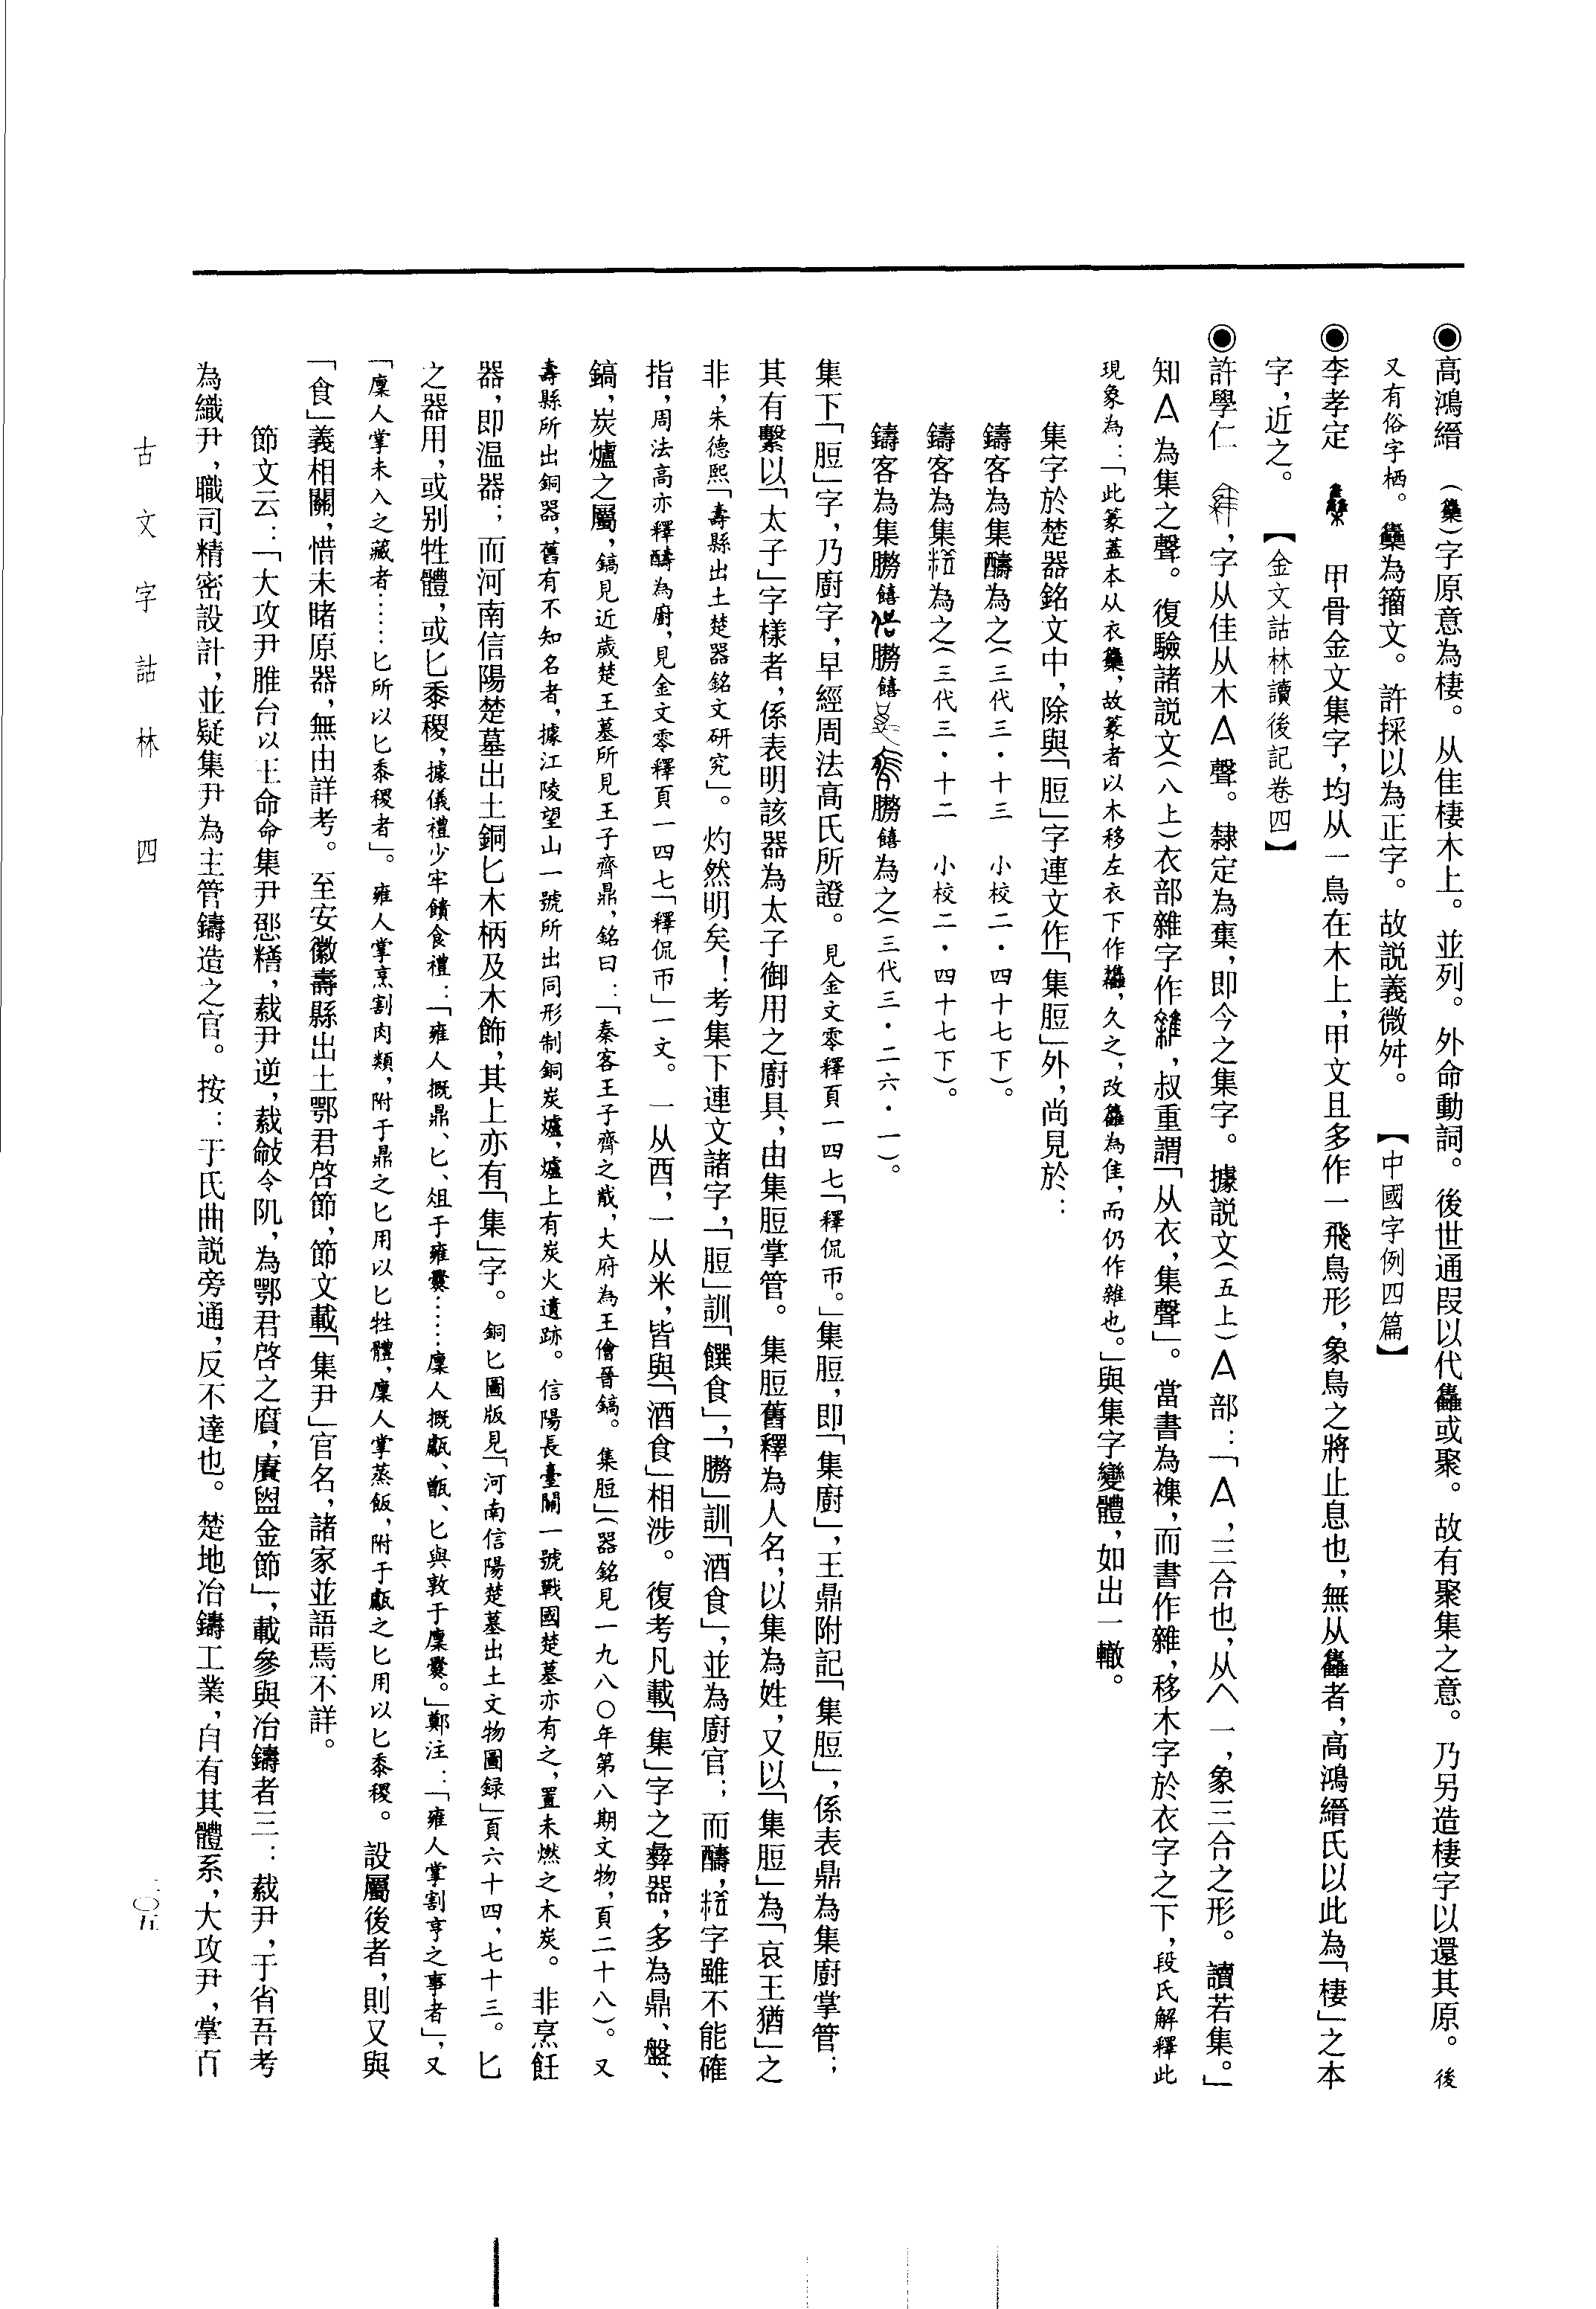 ◉高鴻縉 （雧）字原意為棲。从隹棲木上。並列。外命動詞。後世通叚以代雥或聚。故有聚集之意。乃另造棲字以還其原。後
又有俗字栖。雧為籀文。許採以為正字。故說義微舛。【中國字例四篇】
◉李孝定 甲骨金文集字，均从一鳥在木上，甲文且多作一飛鳥形，象鳥之將止息也，無从雥者，高鴻縉氏以此為「棲」之本
字，近之。【金文詁林讀後記卷四】
◉許學仁 ，字从隹从木亼聲。隸定為，即今之集字。據說文（五上）亼部：「亼，三合也，从入一，象三合之形。讀若集。」
知亼為集之聲。復驗諸說文（八上）衣部雜字作，叔重謂「从衣，集聲」。當書為襍，而書作雜，移木字於衣字之下，段氏解釋此
現象為：「此篆蓋本从衣雧，故篆者以木移左衣下作，久之，改雥為隹，而仍作雜也。」與集字變體，如出一轍。
集字於楚器銘文中，除與「脰」字連文作「集脰」外，尚見於：
鑄客為集醻為之（三代三·十三 小校二·四十七下）。
鑄客為集為之（三代三·十二 小校二·四十七下）。
鑄客為集臇為之（三代三·二六·一）。
集下「脰」字，乃廚字，早經周法高氏所證。見金文零釋頁一四七「釋侃帀。」集脰，即「集廚」，王鼎附記「集脰」，係表鼎為集廚掌管；
其有繫以「太子」字樣者，係表明該器為太子御用之廚具，由集脰掌管。集脰舊釋為人名，以集為姓，又以「集脰」為「哀王猶」之
非，朱德熙「壽縣出土楚器銘文研究」。灼然明矣！考集下連文諸字，「脰」訓「饌食」，「」訓「酒食」，並為廚官；而醻，字雖不能確
指，周法高亦釋醻為廚，見金文零釋頁一四七「釋侃帀」一文。一从酉，一从米，皆與「酒食」相涉。復考凡載「集」字之彝器，多為鼎、盤、
鎬，炭爐之屬，鎬見近歲楚王墓所見王子齊鼎，銘曰：「秦客王子齊之歲，大府為王儈晉鎬。集脰」（器銘見一九八〇年第八期文物，頁二十八）。又
壽縣所出銅器，舊有不知名者，據江陵望山一號所出同形制銅炭爐，爐上有炭火遺跡。信陽長臺關一號戰國楚墓亦有之，置未燃之木炭。非烹飪
器，即温器；而河南信陽楚墓出土銅匕木柄及木飾，其上亦有「集」字。銅匕圖版見「河南信陽楚墓出土文物圖録」頁六十四，七十三。匕
之器用，或别牲體，或匕黍稷，據儀禮少牢饋食禮：「雍人概鼎、匕、俎于雍爨……廩人概甗、甑、匕與敦于廩爨。」鄭注：「雍人掌割亨之事者」，又
「廩人掌米入之藏者……匕所以匕黍稷者」。雍人掌烹割肉類，附于鼎之匕用以匕牲體，廩人掌蒸飯，附于甗之匕用以匕黍稷。設屬後者，則又與
「食」義相關，惜未睹原器，無由詳考。至安徽壽縣出土鄂君啓節，節文載「集尹」官名，諸家並語焉不詳。
節文云：「大攻尹脽台以王命命集尹，裁尹逆，裁令阢，為鄂君啓之府，金節」，載參與冶鑄者三：裁尹，于省吾考
為織尹，職司精密設計，並疑集尹為主管鑄造之官。按：于氏曲說旁通，反不達也。楚地冶鑄工業，自有其體系，大攻尹，掌百
古文字詁林 四
二〇五